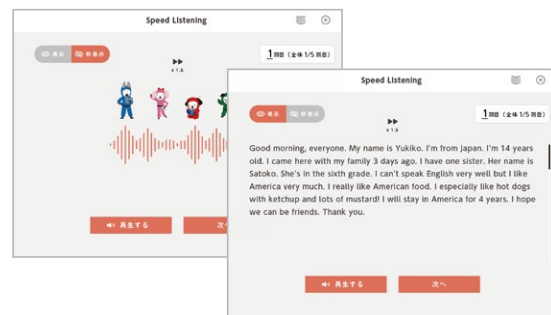 Speed Listening
表示 非表示
x 1.6
1回目 (全体 1/5 回目)
再生する
次
Speed Listening
表示 非表示
x 1.6
1回目 (全体 1/5 回目)
Good morning, everyone. My name is Yukiko. I'm from Japan. I'm 14 years
old. I came here with my family 3 days ago. I have one sister. Her name is
Satoko. She's in the sixth grade. I can't speak English very well but I like
America very much. I really like American food. I especially like hot dogs
with ketchup and lots of mustard! I will stay in America for 4 years. I hope
we can be friends. Thank you.
再生する
次へ